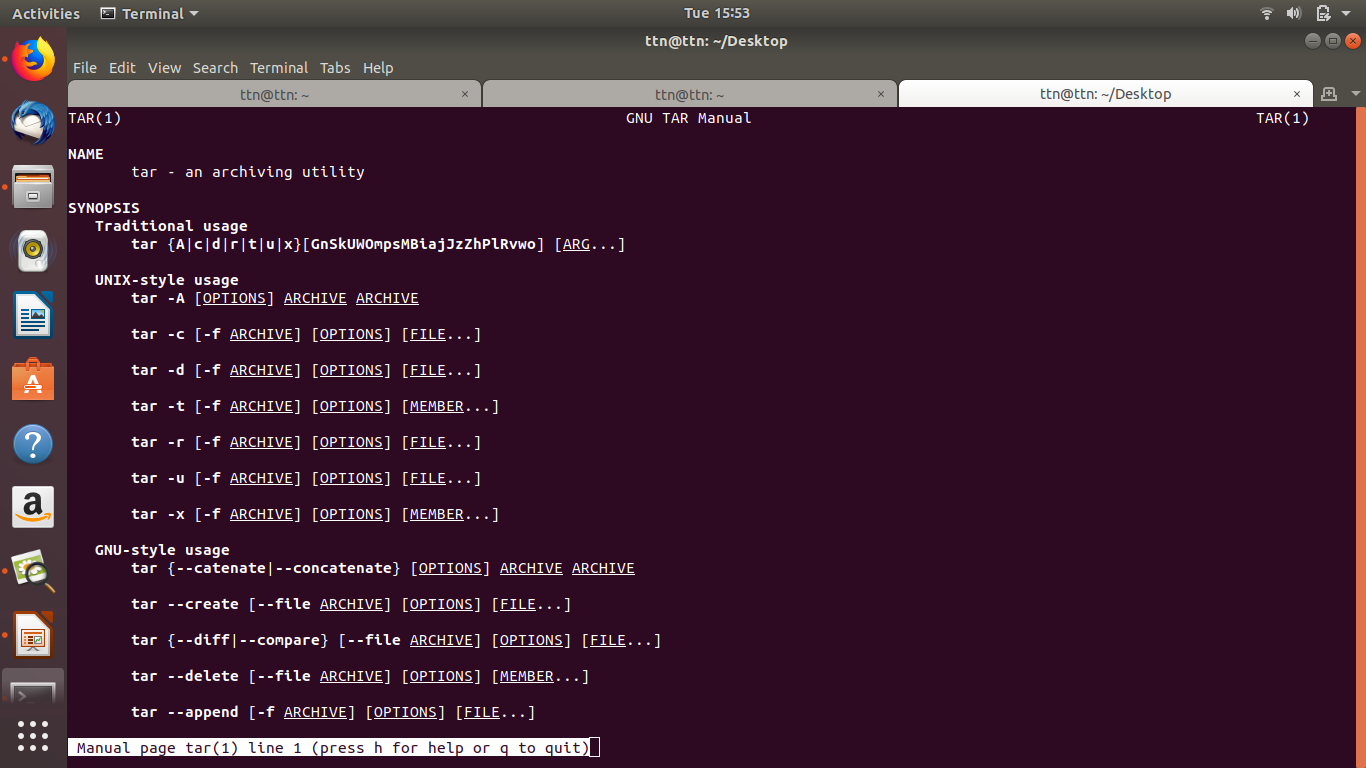 Activities Terminal Tue 15:53
ttn@ttn: ~/Desktop
File Edit View Search Terminal Tabs Help
ttn@ttn: ~ × ttn@ttn: ~ × ttn@ttn: ~/Desktop ×
TAR(1) GNU TAR Manual TAR(1)
NAME
tar - an archiving utility
SYNOPSIS
Traditional usage
tar {A|c|d|r|t|u|x}[GnSkUWOmpsMBiajJzZhPlRvwo] [ARG...]
UNIX-style usage
tar -A [OPTIONS] ARCHIVE ARCHIVE
tar -c [-f ARCHIVE] [OPTIONS] [FILE...]
tar -d [-f ARCHIVE] [OPTIONS] [FILE...]
tar -t [-f ARCHIVE] [OPTIONS] [MEMBER...]
tar -r [-f ARCHIVE] [OPTIONS] [FILE...]
tar -u [-f ARCHIVE] [OPTIONS] [FILE...]
tar -x [-f ARCHIVE] [OPTIONS] [MEMBER...]
GNU-style usage
tar {--catenate|--concatenate} [OPTIONS] ARCHIVE ARCHIVE
tar --create [--file ARCHIVE] [OPTIONS] [FILE...]
tar {--diff|--compare} [--file ARCHIVE] [OPTIONS] [FILE...]
tar --delete [--file ARCHIVE] [OPTIONS] [MEMBER...]
tar --append [-f ARCHIVE] [OPTIONS] [FILE...]
Manual page tar(1) line 1 (press h for help or q to quit)